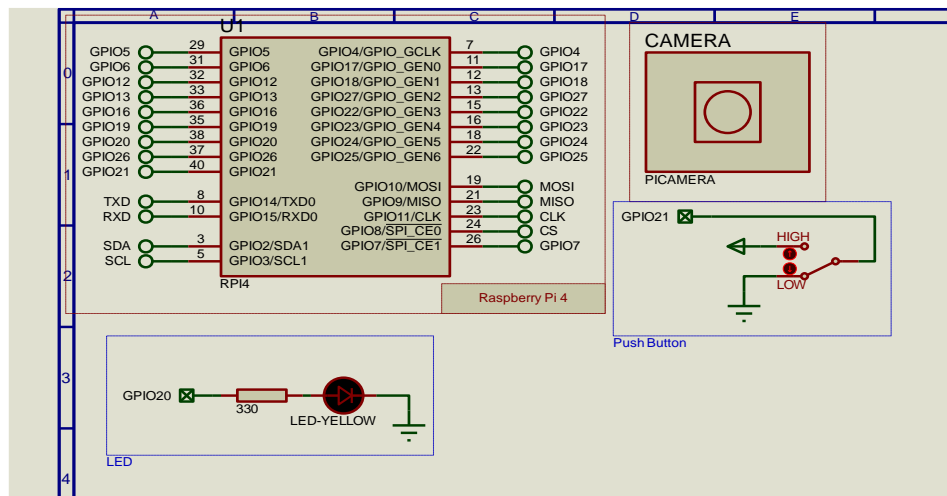 A B C D E
0
1
2
3
4
U1
GPIO5 29 GPIO5 GPIO4/GPIO_GCLK 7 GPIO4
GPIO6 31 GPIO6 GPIO17/GPIO_GEN0 11 GPIO17
GPIO12 32 GPIO12 GPIO18/GPIO_GEN1 12 GPIO18
GPIO13 33 GPIO13 GPIO27/GPIO_GEN2 13 GPIO27
GPIO16 36 GPIO16 GPIO22/GPIO_GEN3 15 GPIO22
GPIO19 35 GPIO19 GPIO23/GPIO_GEN4 16 GPIO23
GPIO20 38 GPIO20 GPIO24/GPIO_GEN5 18 GPIO24
GPIO26 37 GPIO26 GPIO25/GPIO_GEN6 22 GPIO25
GPIO21 40 GPIO21
GPIO10/MOSI 19 MOSI
TXD 8 GPIO14/TXD0 GPIO9/MISO 21 MISO
RXD 10 GPIO15/RXD0 GPIO11/CLK 23 CLK
GPIO8/SPI_CE0 24 CS
SDA 3 GPIO2/SDA1 GPIO7/SPI_CE1 26 GPIO7
SCL 5 GPIO3/SCL1
RPI4
Raspberry Pi 4
CAMERA
PICAMERA
GPIO21
HIGH
LOW
Push Button
GPIO20
330
LED-YELLOW
LED